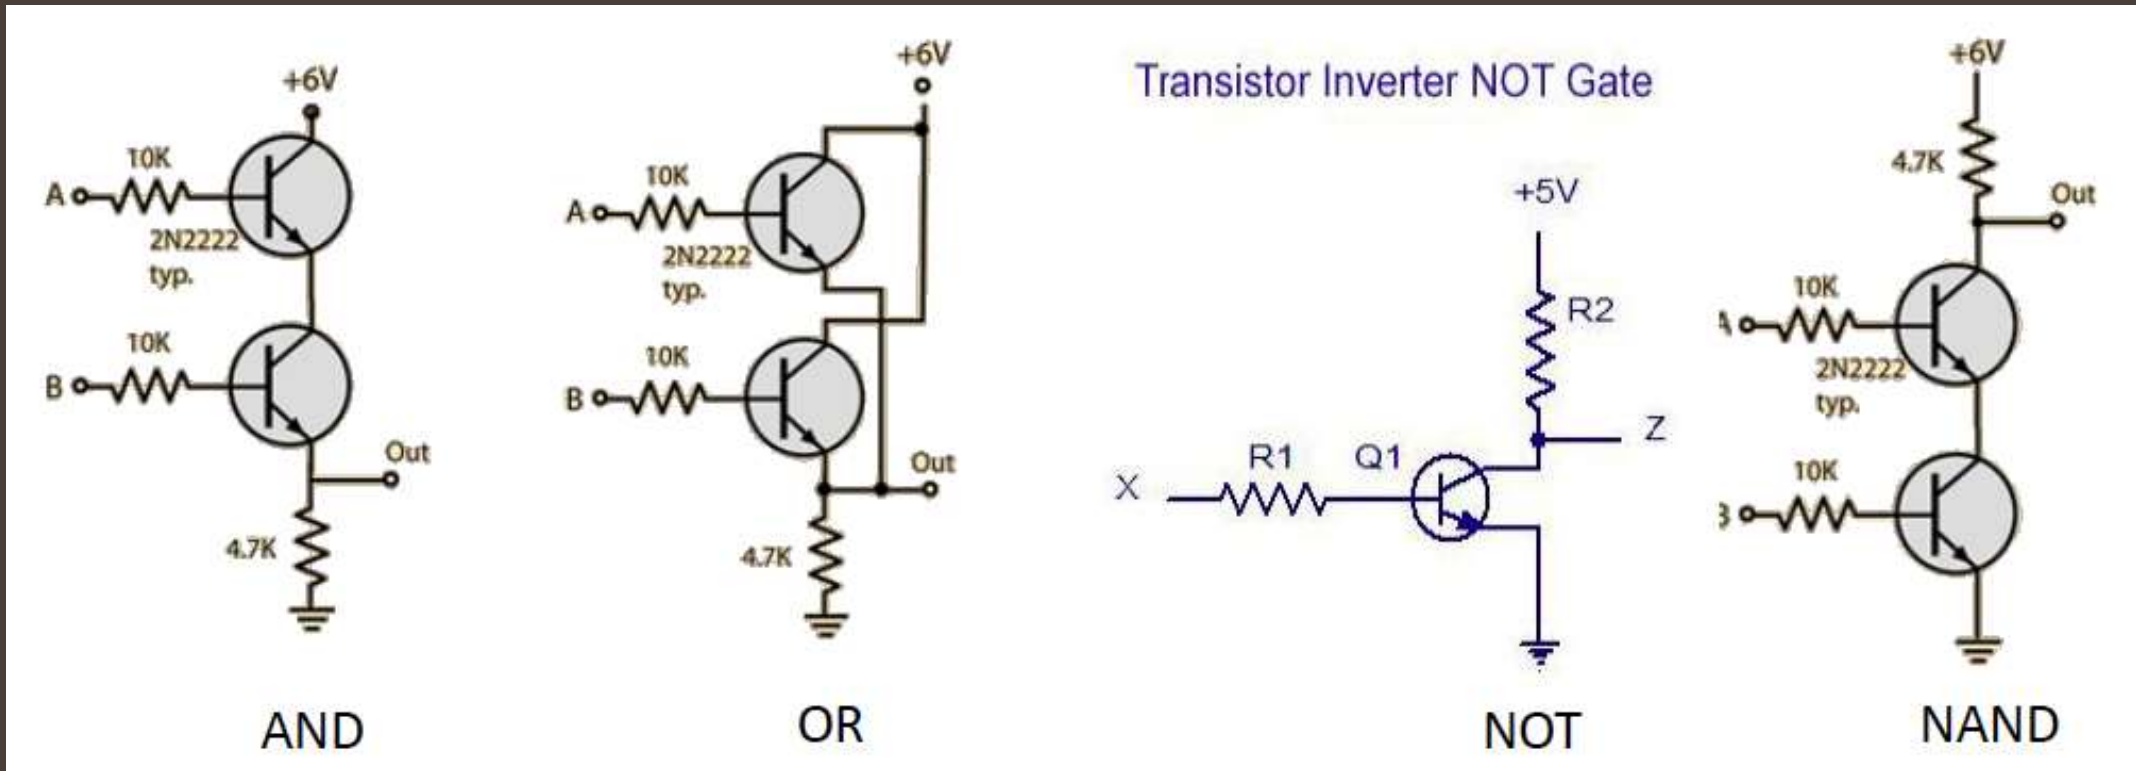 +6V
10K
A
2N2222
typ.
10K
B
Out
4.7K
AND
+6V
10K
A
2N2222
typ.
10K
B
Out
4.7K
OR
Transistor Inverter NOT Gate
+5V
R2
Z
R1
Q1
X
NOT
+6V
4.7K
Out
10K
A
2N2222
typ.
10K
B
NAND